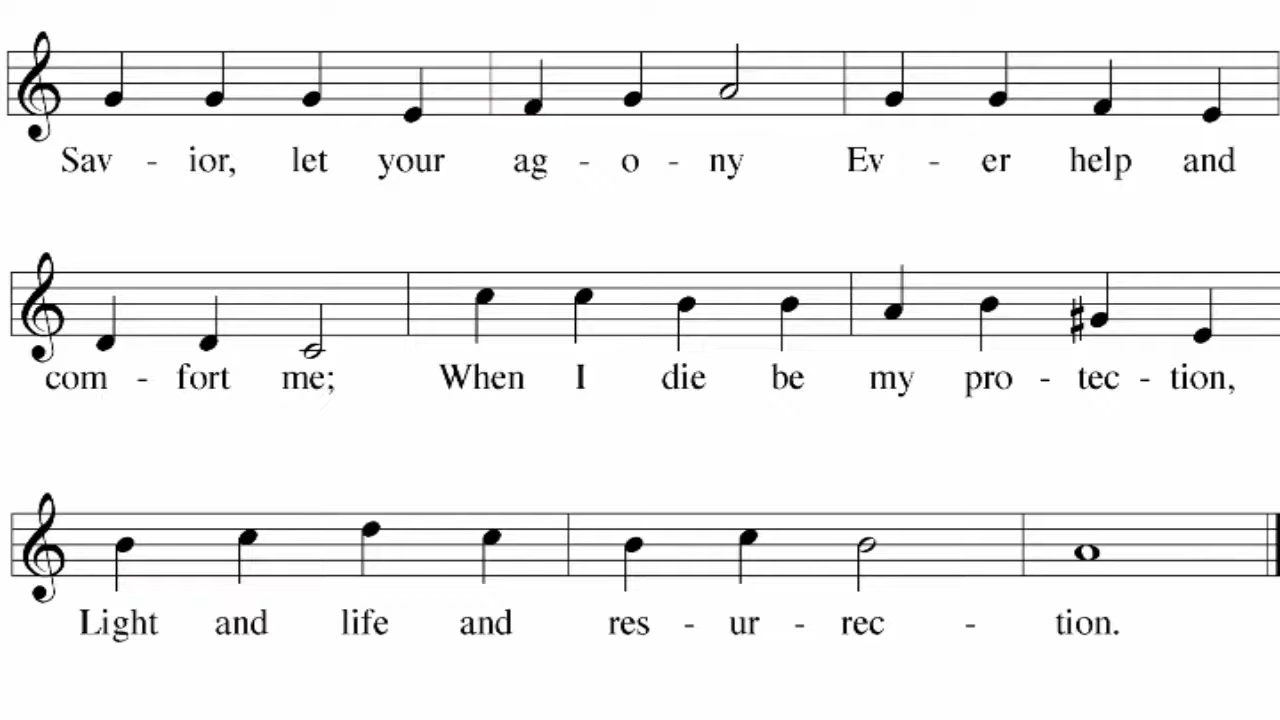 Sav - ior, let your ag - o - ny Ev - er help and
com - fort me; When I die be my pro - tec - tion,
Light and life and res - ur - rec - tion.